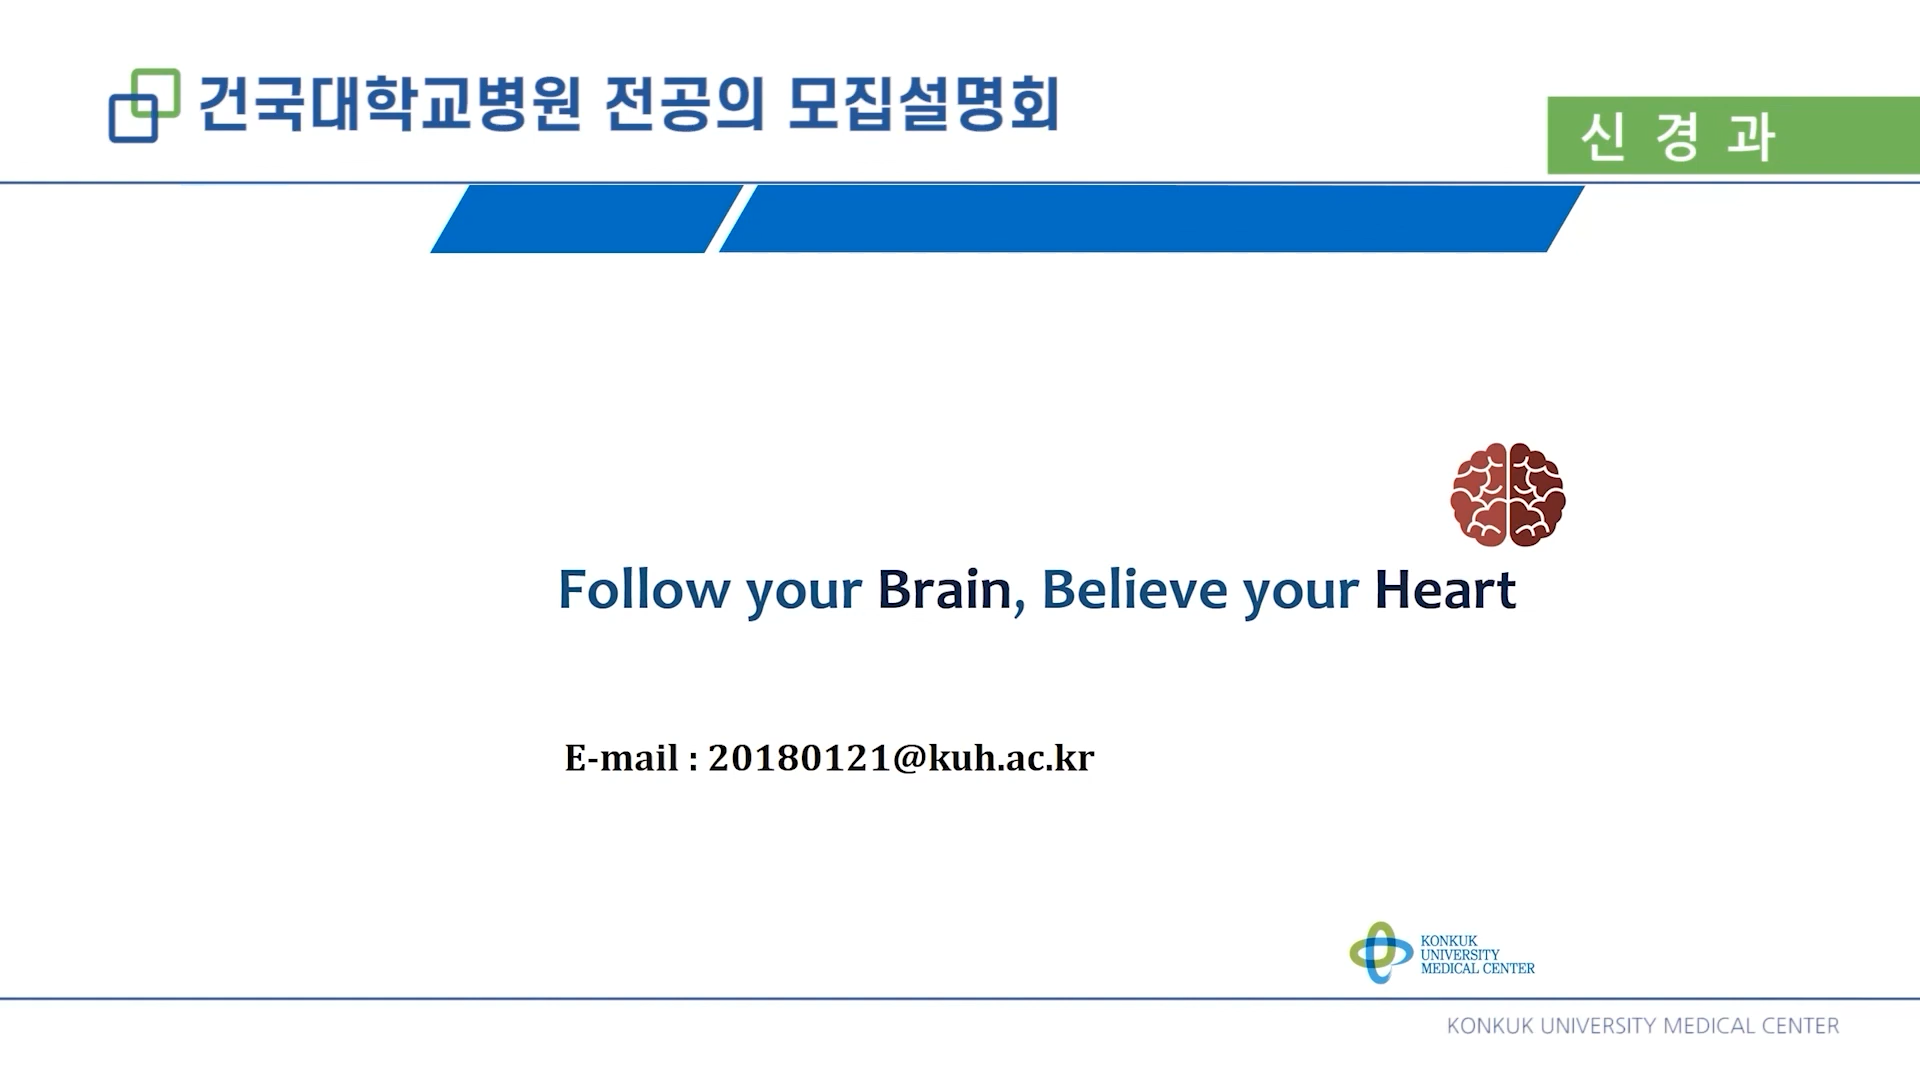 건국대학교병원 전공의 모집설명회
신 경 과
Follow your Brain, Believe your Heart
E-mail : 20180121@kuh.ac.kr
KONKUK
UNIVERSITY
MEDICAL CENTER
KONKUK UNIVERSITY MEDICAL CENTER